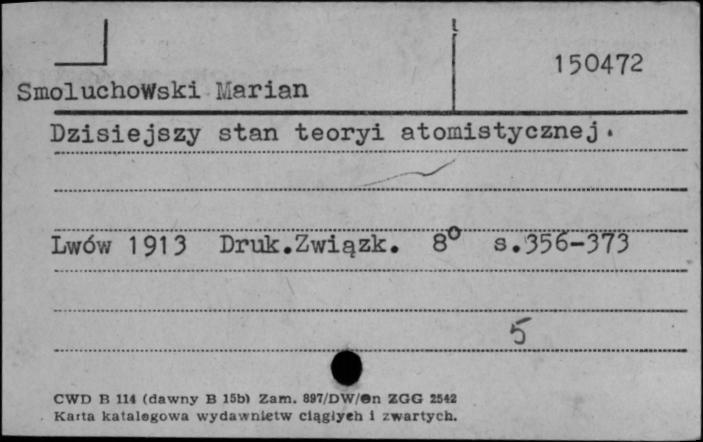 150472
Smoluchowski Marian
Dzisiejszy stan teoryi atomistycznej.
Lwów 1913 Druk.Związk. 8° s.356-373
5
CWD B 114 (dawny B 15b) Zam. 897/DW/en ZGG 2542
Karta katalogowa wydawnictw ciągłych i zwartych.